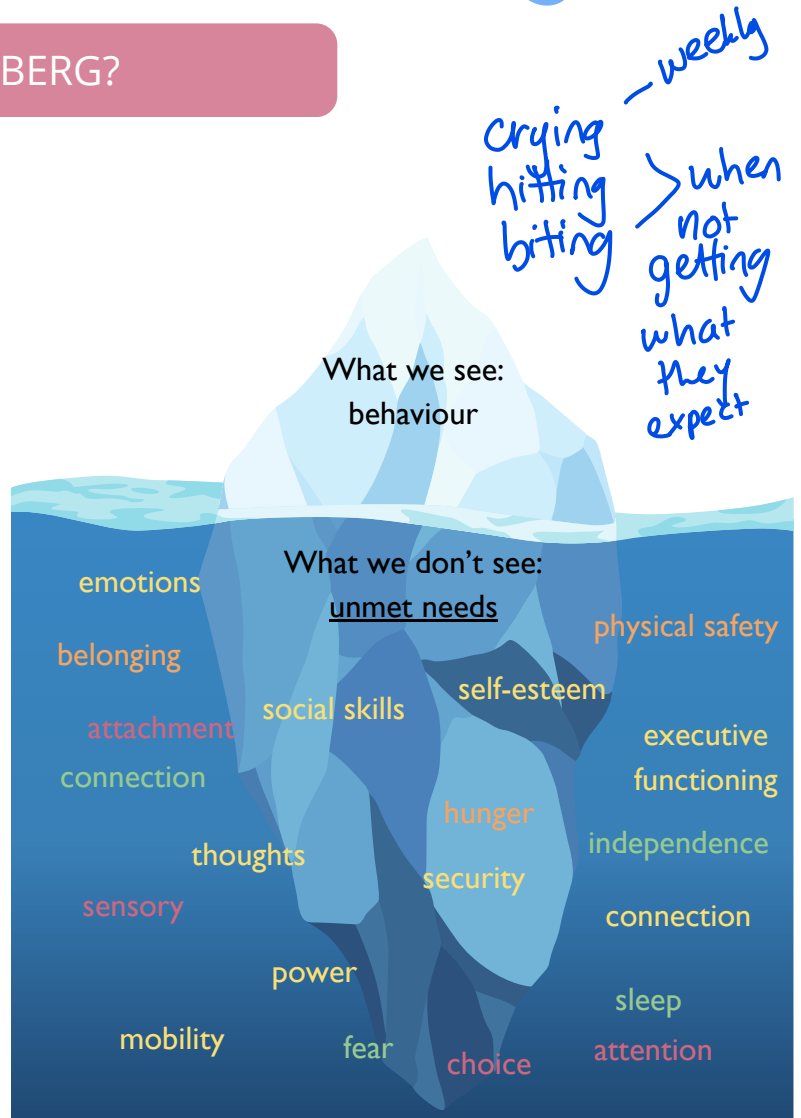 BERG?
weekly
crying
hitting
biting
when
not
getting
what
they
expect
What we see:
behaviour
What we don't see:
unmet needs
emotions
physical safety
belonging
self-esteem
social skills
attachment
executive
functioning
connection
hunger
independence
thoughts
security
sensory
connection
power
sleep
mobility
fear
choice
attention